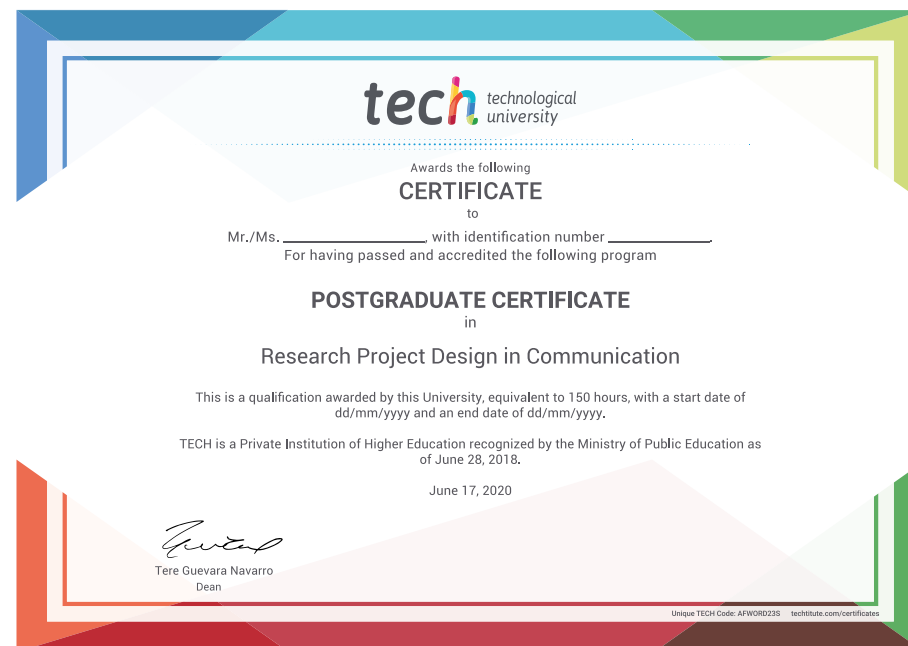 tech technological
university
Awards the following
CERTIFICATE
to
Mr./Ms. ____________, with identification number ____________.
For having passed and accredited the following program
POSTGRADUATE CERTIFICATE
in
Research Project Design in Communication
This is a qualification awarded by this University, equivalent to 150 hours, with a start date of
dd/mm/yyyy and an end date of dd/mm/yyyy.
TECH is a Private Institution of Higher Education recognized by the Ministry of Public Education as
of June 28, 2018.
June 17, 2020
Tere Guevara Navarro
Dean
Unique TECH Code: AFWORD23S techtitute.com/certificates